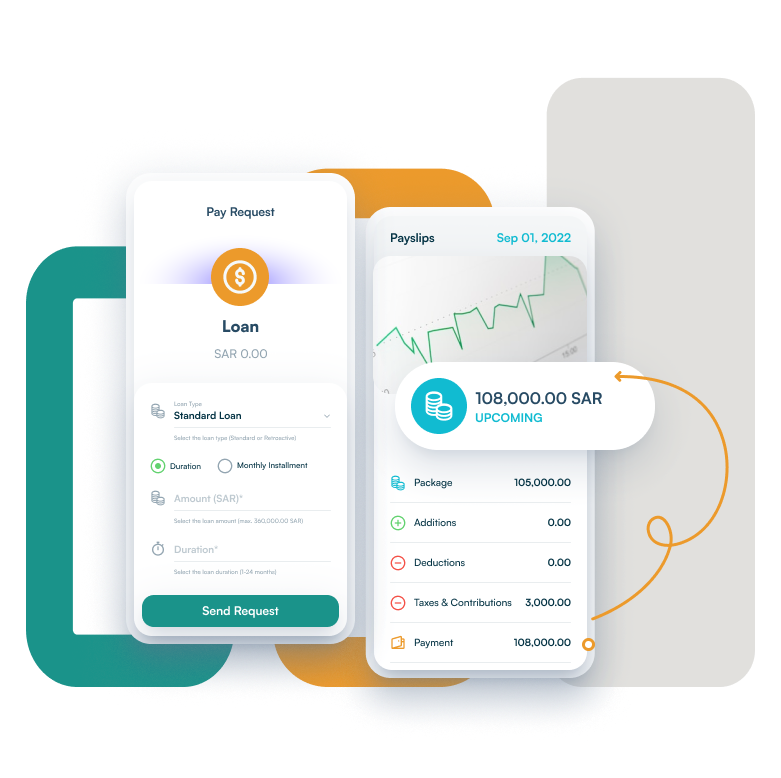 Pay Request
Loan
SAR 0.00
Loan Type
Standard Loan
Select the loan type (Standard or Retroactive)
Duration
Monthly Installment
Amount (SAR)*
Select the loan amount (max. 360,000.00 SAR)
Duration*
Select the loan duration (1-24 months)
Send Request
Payslips Sep 01, 2022
108,000.00 SAR
UPCOMING
Package 105,000.00
Additions 0.00
Deductions 0.00
Taxes & Contributions 3,000.00
Payment 108,000.00